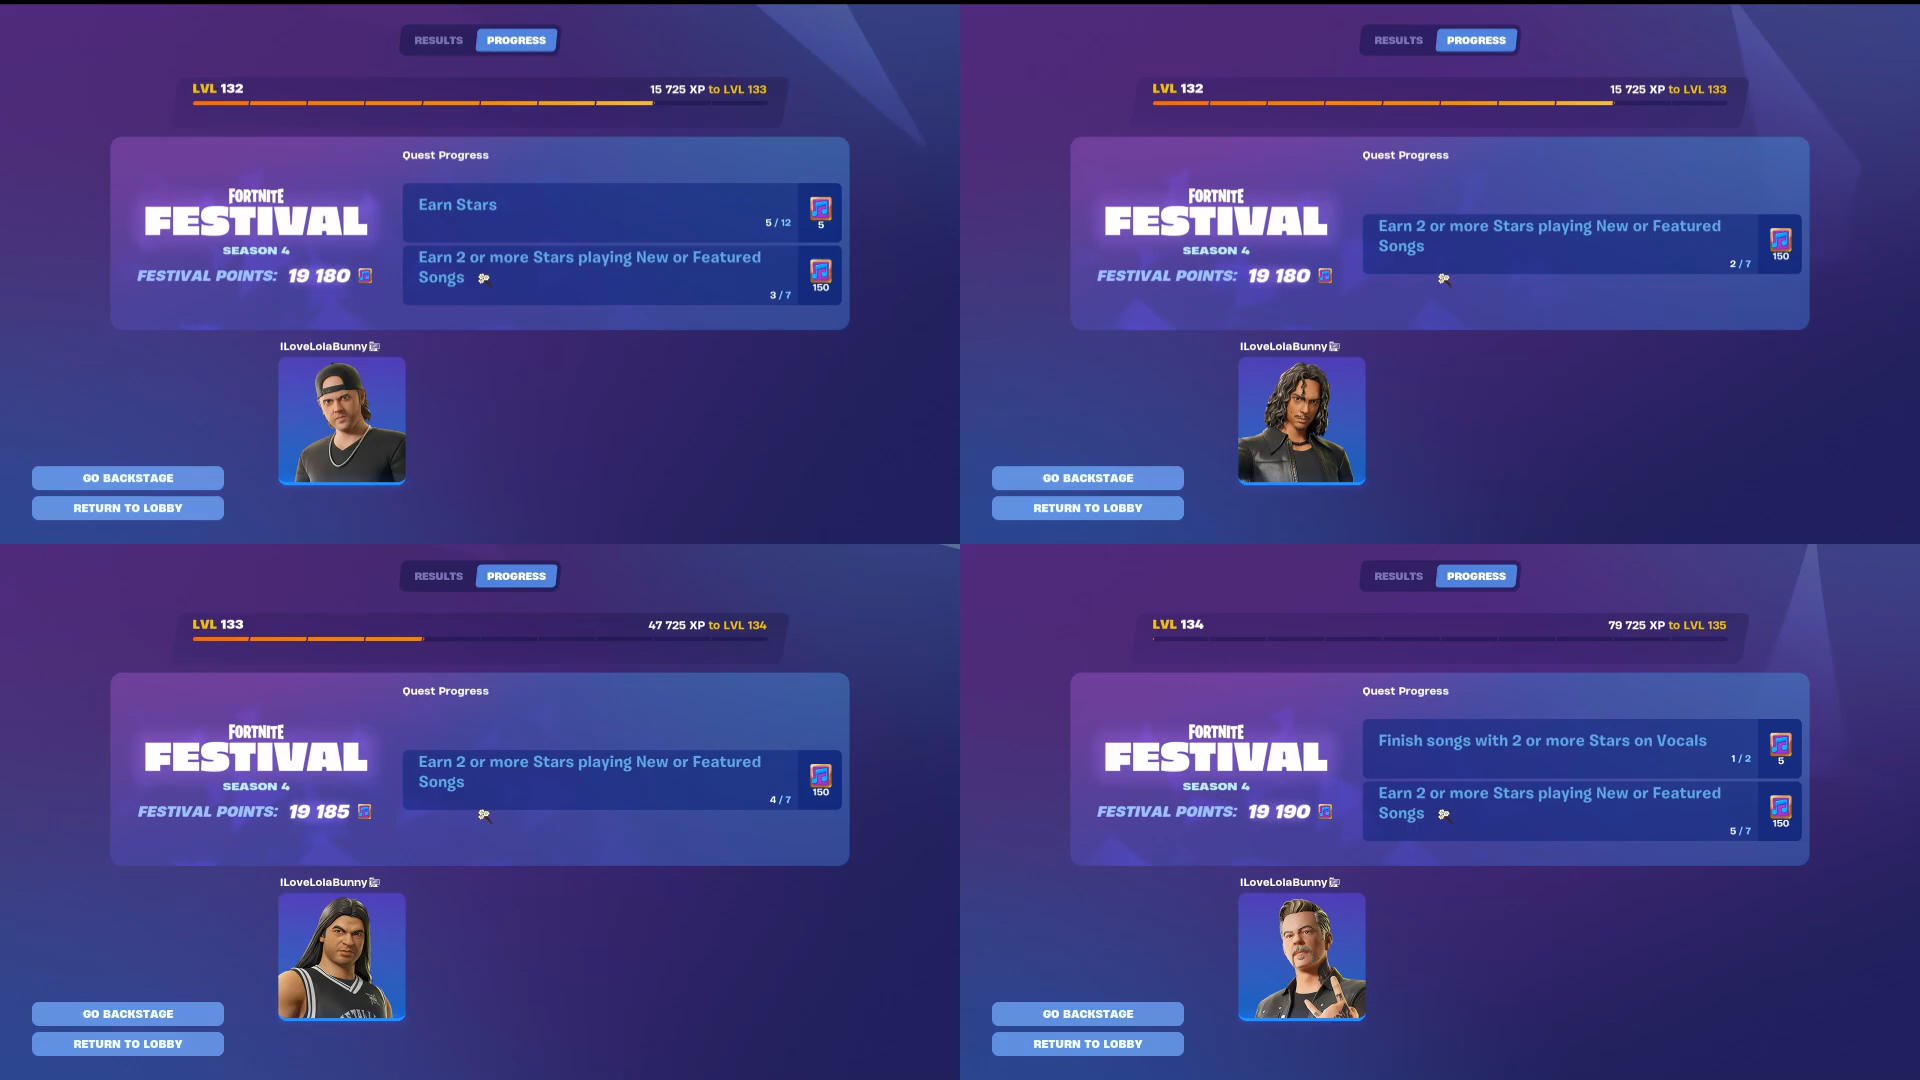 RESULTS PROGRESS
LVL 132
15 725 XP to LVL 133
Quest Progress
FORTNITE
FESTIVAL
SEASON 4
FESTIVAL POINTS: 19 180
Earn Stars
5 / 12
5
Earn 2 or more Stars playing New or Featured
Songs
3 / 7
150
ILoveLolaBunny
GO BACKSTAGE
RETURN TO LOBBY
RESULTS PROGRESS
LVL 132
15 725 XP to LVL 133
Quest Progress
FORTNITE
FESTIVAL
SEASON 4
FESTIVAL POINTS: 19 180
Earn 2 or more Stars playing New or Featured
Songs
2 / 7
150
ILoveLolaBunny
GO BACKSTAGE
RETURN TO LOBBY
RESULTS PROGRESS
LVL 133
47 725 XP to LVL 134
Quest Progress
FORTNITE
FESTIVAL
SEASON 4
FESTIVAL POINTS: 19 185
Earn 2 or more Stars playing New or Featured
Songs
4 / 7
150
ILoveLolaBunny
GO BACKSTAGE
RETURN TO LOBBY
RESULTS PROGRESS
LVL 134
79 725 XP to LVL 135
Quest Progress
FORTNITE
FESTIVAL
SEASON 4
FESTIVAL POINTS: 19 190
Finish songs with 2 or more Stars on Vocals
1 / 2
5
Earn 2 or more Stars playing New or Featured
Songs
5 / 7
150
ILoveLolaBunny
GO BACKSTAGE
RETURN TO LOBBY